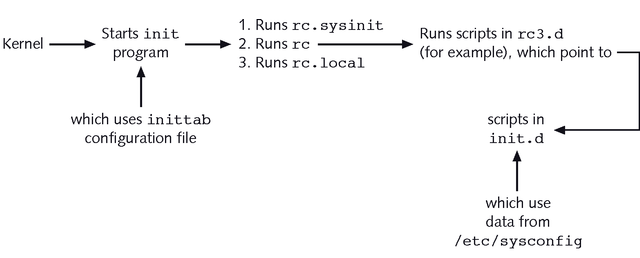 Kernel
Starts init
program
1. Runs rc.sysinit
2. Runs rc
3. Runs rc.local
Runs scripts in rc3.d
(for example), which point to
which uses inittab
configuration file
scripts in
init.d
which use
data from
/etc/sysconfig